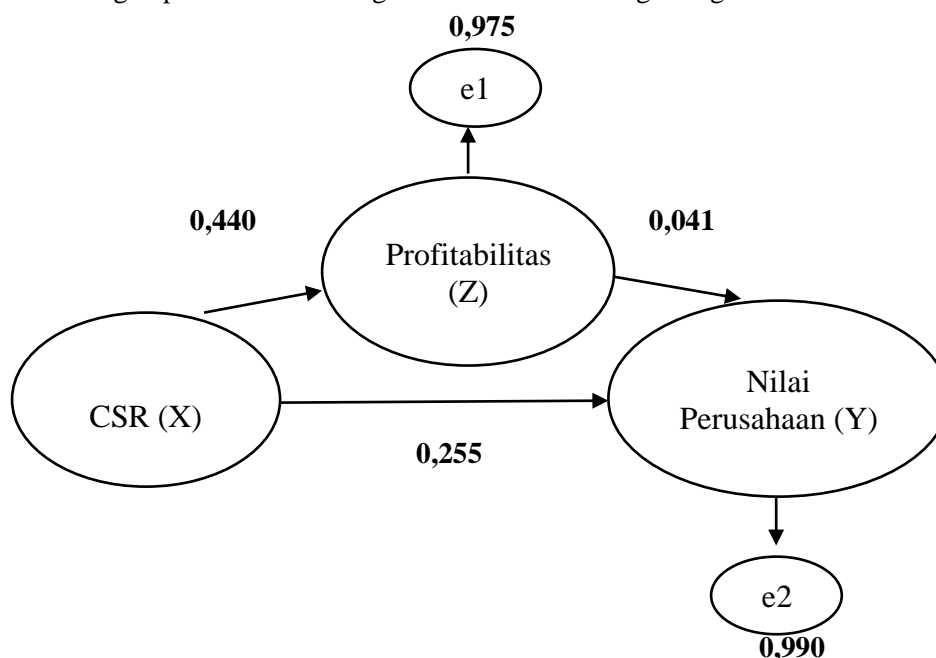 0,975
e1
0,440
0,041
Profitabilitas
(Z)
Nilai
Perusahaan (Y)
CSR (X)
0,255
e2
0,990